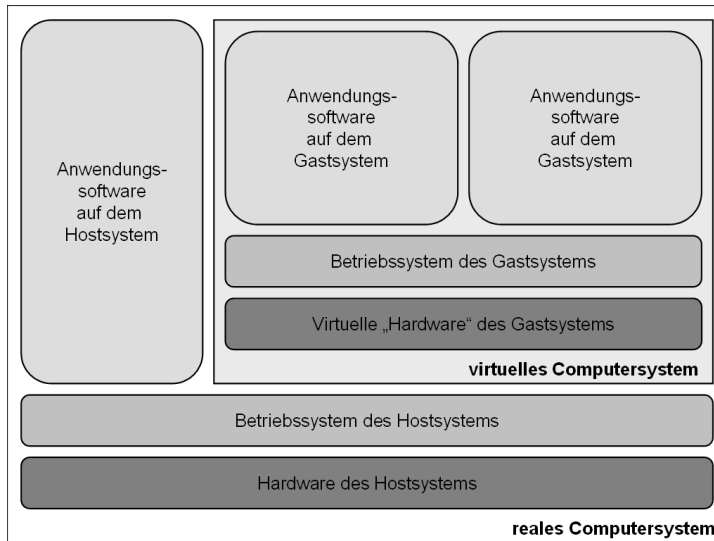 Anwendungs-
software
auf dem
Hostsystem
Anwendungs-
software
auf dem
Gastsystem
Anwendungs-
software
auf dem
Gastsystem
Betriebssystem des Gastsystems
Virtuelle „Hardware“ des Gastsystems
virtuelles Computersystem
Betriebssystem des Hostsystems
Hardware des Hostsystems
reales Computersystem